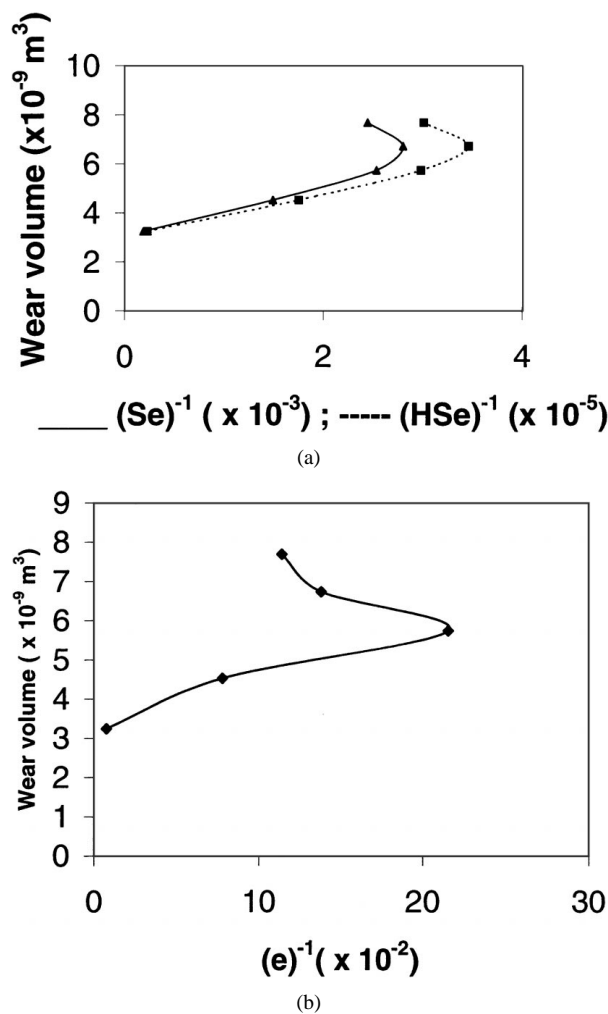 Wear volume (x10⁻⁹ m³)
10
8
6
4
2
0
0 2 4
(Se)⁻¹ ( x 10⁻³) ; ----- (HSe)⁻¹ (x 10⁻⁵)
(a)
Wear volume ( x 10⁻⁹ m³)
9
8
7
6
5
4
3
2
1
0
0 10 20 30
(e)⁻¹( x 10⁻²)
(b)